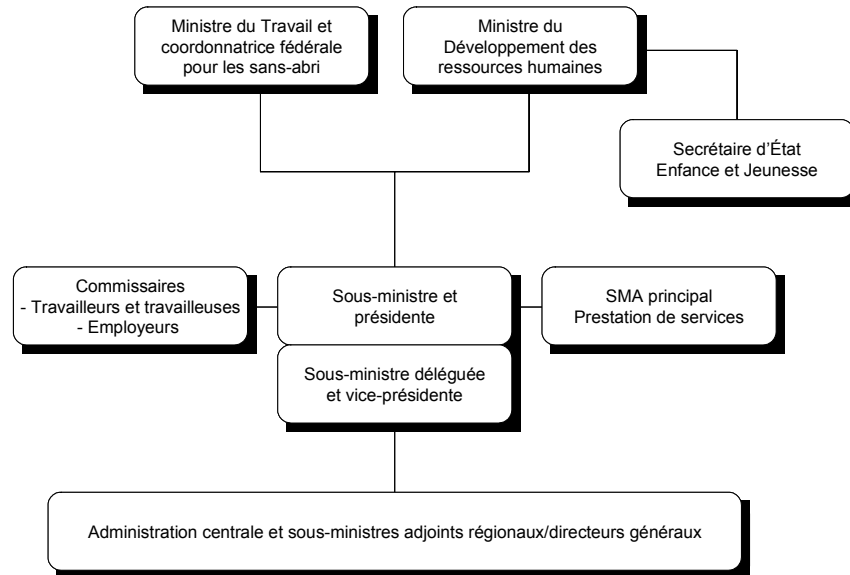 Ministre du Travail et
coordonnatrice fédérale
pour les sans-abri
Ministre du
Développement des
ressources humaines
Secrétaire d'État
Enfance et Jeunesse
Commissaires
- Travailleurs et travailleuses
- Employeurs
Sous-ministre et
présidente
SMA principal
Prestation de services
Sous-ministre déléguée
et vice-présidente
Administration centrale et sous-ministres adjoints régionaux/directeurs généraux